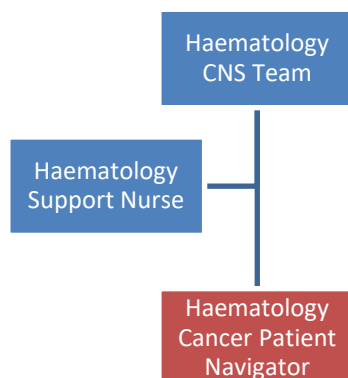 Haematology
CNS Team
Haematology
Support Nurse
Haematology
Cancer Patient
Navigator